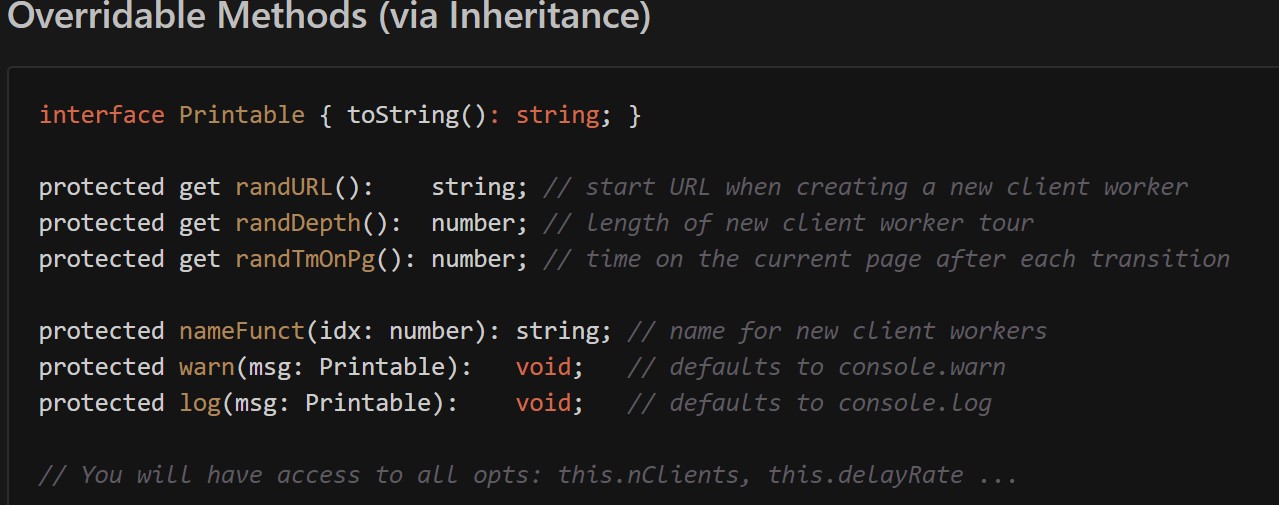 Overridable Methods (via Inheritance)
interface Printable { toString(): string; }
protected get randURL():    string; // start URL when creating a new client worker
protected get randDepth():  number; // length of new client worker tour
protected get randTmOnPg(): number; // time on the current page after each transition
protected nameFunct(idx: number): string; // name for new client workers
protected warn(msg: Printable):   void;   // defaults to console.warn
protected log(msg: Printable):    void;   // defaults to console.log
// You will have access to all opts: this.nClients, this.delayRate ...